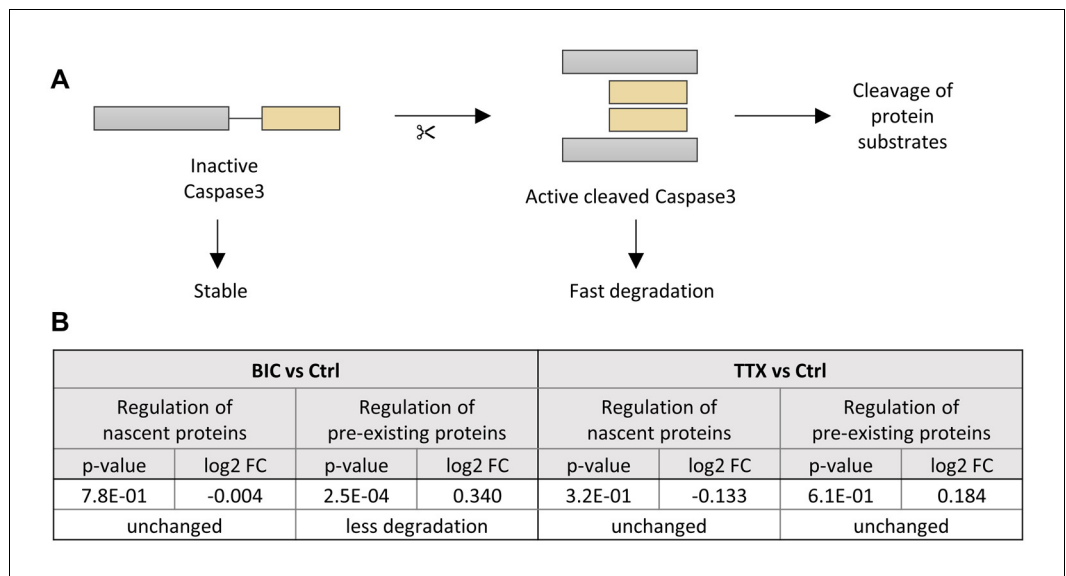 A
Inactive
Caspase3
Stable
Active cleaved Caspase3
Fast degradation
Cleavage of
protein
substrates
B
BIC vs Ctrl
TTX vs Ctrl
Regulation of
nascent proteins
Regulation of
pre-existing proteins
Regulation of
nascent proteins
Regulation of
pre-existing proteins
p-value log2 FC p-value log2 FC p-value log2 FC p-value log2 FC
7.8E-01 -0.004 2.5E-04 0.340 3.2E-01 -0.133 6.1E-01 0.184
unchanged less degradation unchanged unchanged